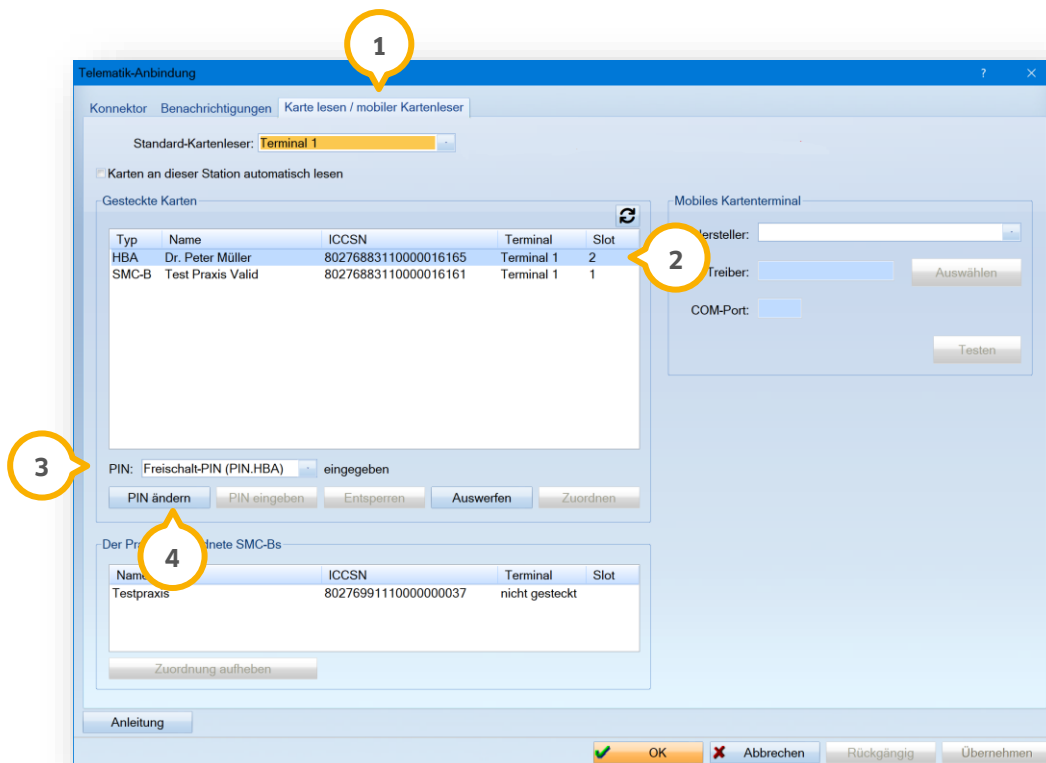 1
Telematik-Anbindung ? ×
Konnektor Benachrichtigungen Karte lesen / mobiler Kartenleser
Standard-Kartenleser: Terminal 1
Karten an dieser Station automatisch lesen
Gesteckte Karten
Typ Name ICCSN Terminal Slot
HBA Dr. Peter Müller 80276883110000016165 Terminal 1 2
SMC-B Test Praxis Valid 80276883110000016161 Terminal 1 1
2
Mobiles Kartenterminal
ersteller:
Treiber: Auswählen
COM-Port:
Testen
3
PIN: Freischalt-PIN (PIN.HBA) eingegeben
PIN ändern PIN eingeben Entsperren Auswerfen Zuordnen
4
Der Pr dnete SMC-Bs
Name ICCSN Terminal Slot
Testpraxis 80276991110000000037 nicht gesteckt
Zuordnung aufheben
Anleitung
OK Abbrechen Rückgängig Übernehmen